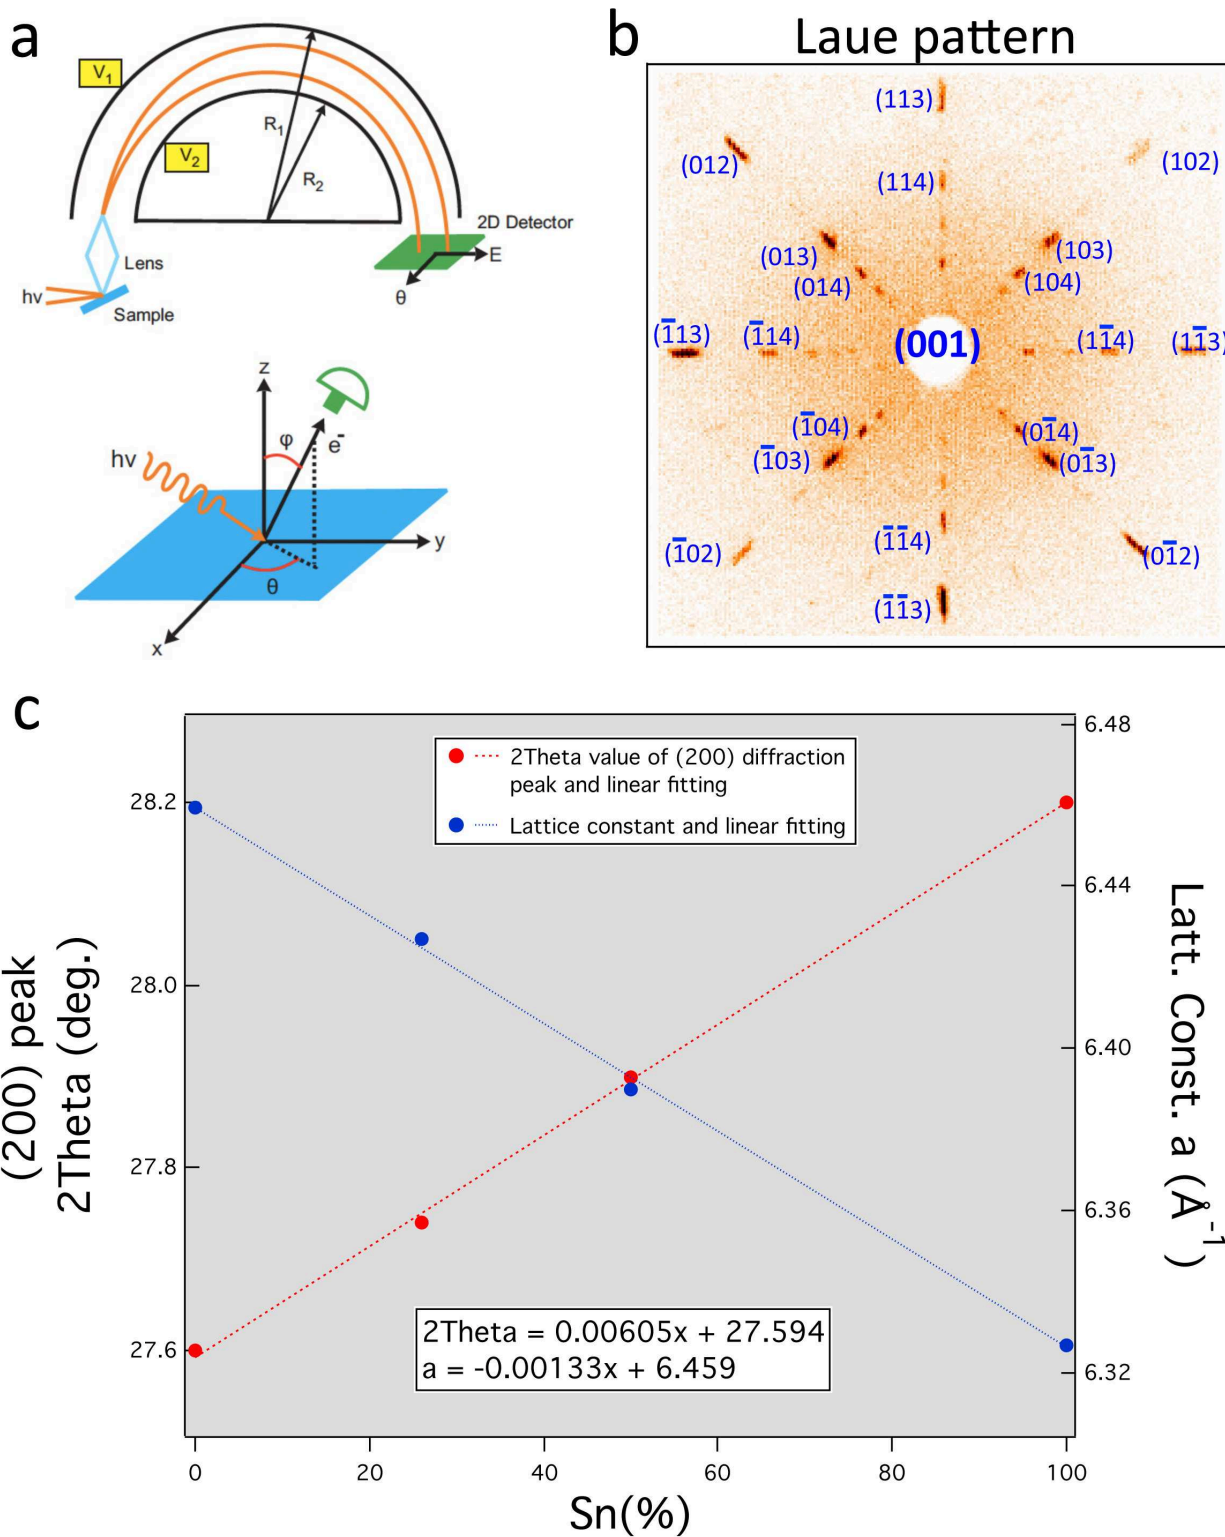 a
V₁
V₂
R₁
R₂
2D Detector
E
θ
Lens
hν
Sample
z
φ
e⁻
hν
y
θ
x
b
Laue pattern
(113)
(012)
(102)
(114)
(013)
(103)
(014)
(104)
(1̅13)
(1̅14)
(001)
(11̅4)
(11̅3)
(1̅04)
(01̅4)
(1̅03)
(01̅3)
(1̅1̅4)
(1̅02)
(01̅2)
(1̅1̅3)
c
2Theta value of (200) diffraction
peak and linear fitting
Lattice constant and linear fitting
28.2
28.0
27.8
27.6
(200) peak
2Theta (deg.)
6.48
6.44
6.40
6.36
6.32
Latt. Const. a (Å⁻¹)
2Theta = 0.00605x + 27.594
a = -0.00133x + 6.459
0
20
40
60
80
100
Sn(%)